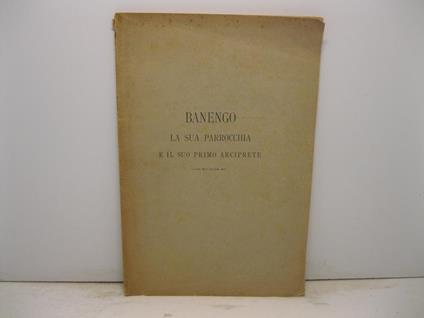 BANENGO
LA SUA PARROCCHIA
E IL SUO PRIMO ARCIPRETE